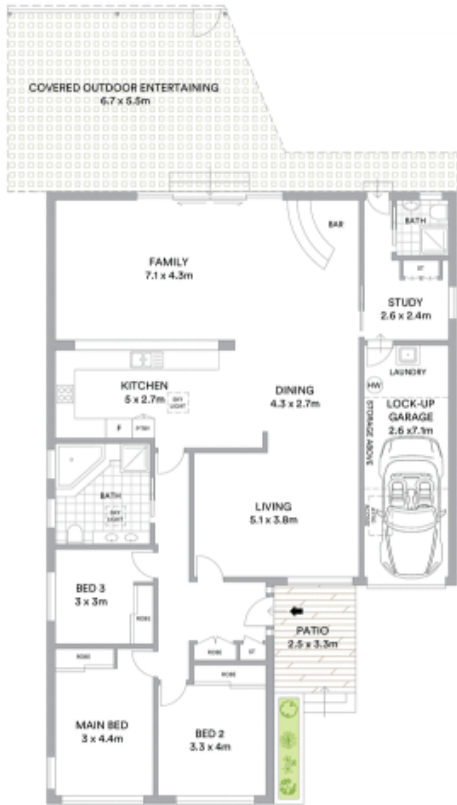 COVERED OUTDOOR ENTERTAINING
6.7 x 5.5m
BAR
BATH
FAMILY
7.1 x 4.3m
ST
STUDY
2.6 x 2.4m
KITCHEN
5 x 2.7m
SKY
LIGHT
F
PTRY
DINING
4.3 x 2.7m
LAUNDRY
HW
LOCK-UP
GARAGE
2.6 x7.1m
STORAGE ABOVE
BATH
SKY
LIGHT
LIVING
5.1 x 3.8m
BED 3
3 x 3m
ROBE
PATIO
2.5 x 3.3m
ROBE
ST
ROBE
ROBE
MAIN BED
3 x 4.4m
BED 2
3.3 x 4m